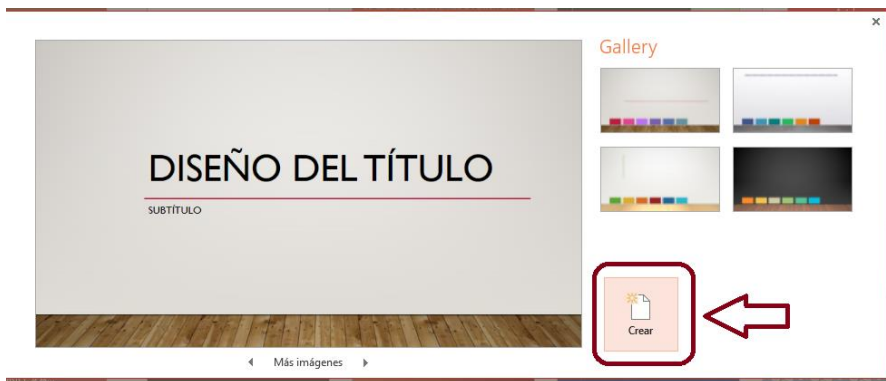 Gallery
DISEÑO DEL TÍTULO
SUBTÍTULO
Crear
Más imágenes